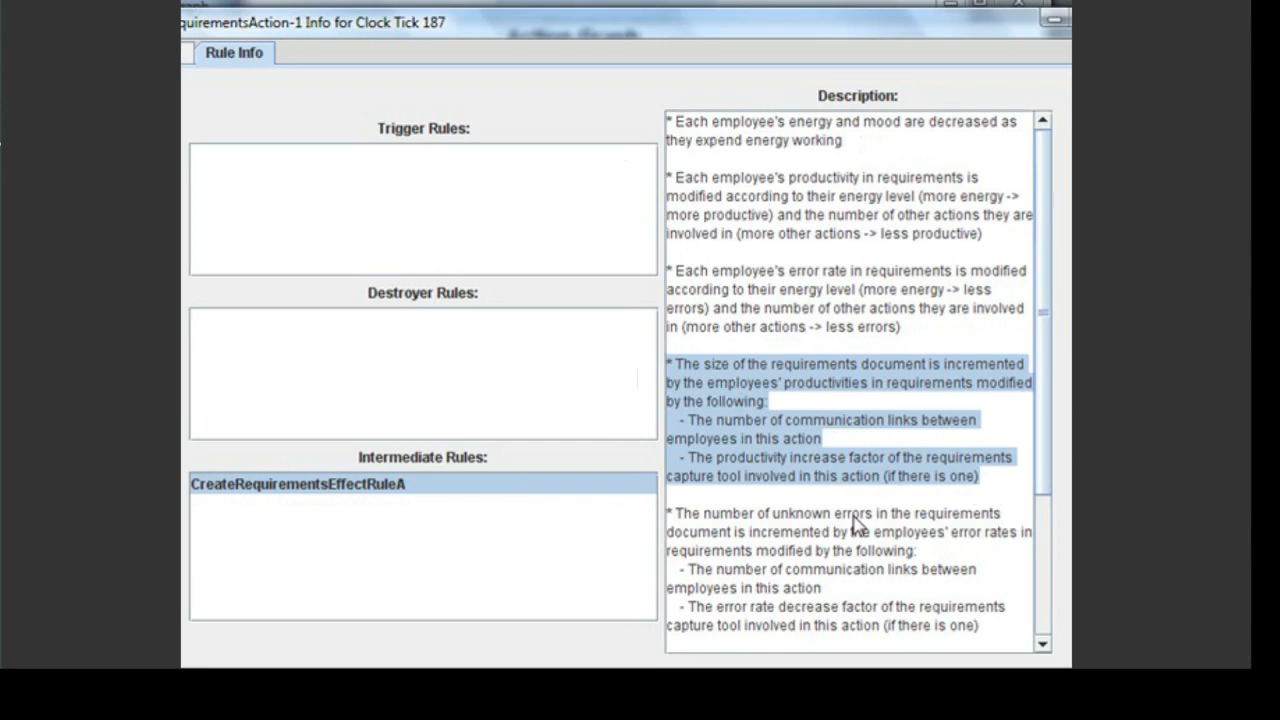 quirementsAction-1 Info for Clock Tick 187
Rule Info
Trigger Rules:
Destroyer Rules:
Intermediate Rules:
CreateRequirementsEffectRuleA
Description:
* Each employee's energy and mood are decreased as
they expend energy working
* Each employee's productivity in requirements is
modified according to their energy level (more energy ->
more productive) and the number of other actions they are
involved in (more other actions -> less productive)
* Each employee's error rate in requirements is modified
according to their energy level (more energy -> less
errors) and the number of other actions they are involved
in (more other actions -> less errors)
* The size of the requirements document is incremented
by the employees' productivities in requirements modified
by the following:
- The number of communication links between
employees in this action
- The productivity increase factor of the requirements
capture tool involved in this action (if there is one)
* The number of unknown errors in the requirements
document is incremented by the employees' error rates in
requirements modified by the following:
- The number of communication links between
employees in this action
- The error rate decrease factor of the requirements
capture tool involved in this action (if there is one)